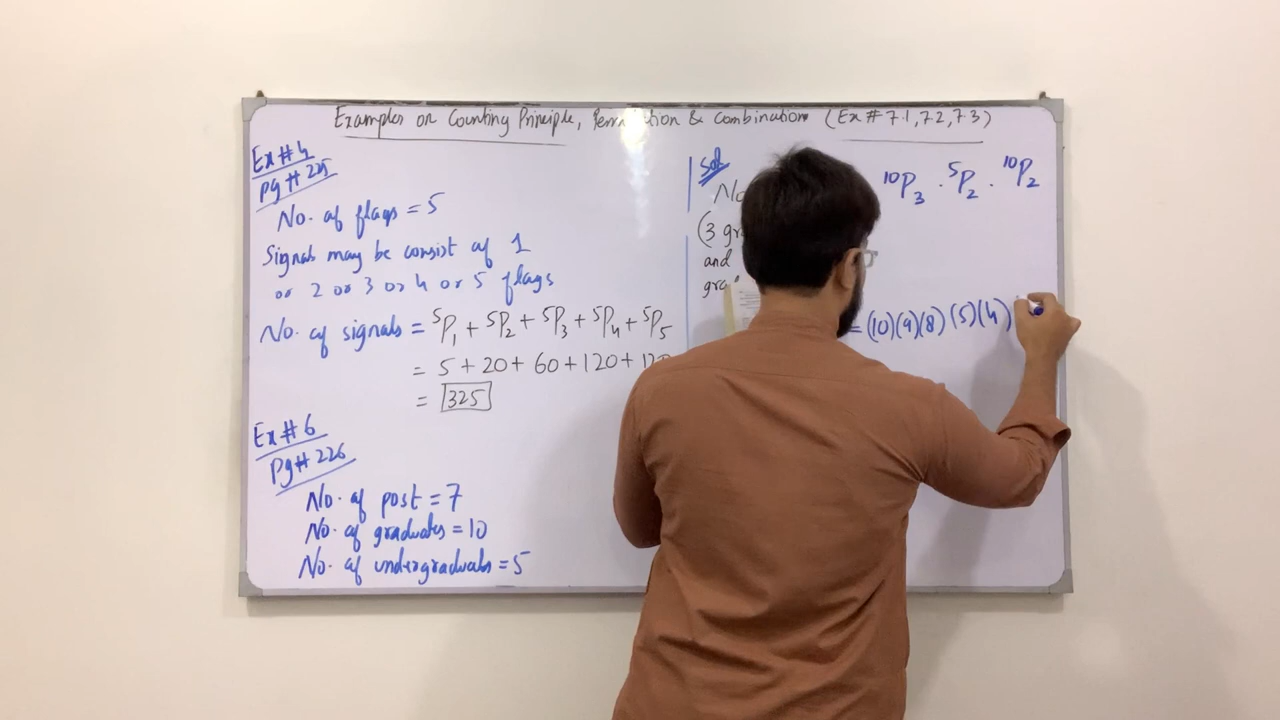 Examples on Counting Principle, & Combination (Ex # 7.1, 7.2, 7.3)
Ex # 4
Pg # 225
No. of flags = 5
Signals may be consist of 1
or 2 or 3 or 4 or 5 flags
No. of signals = ⁵P₁ + ⁵P₂ + ⁵P₃ + ⁵P₄ + ⁵P₅
= 5 + 20 + 60 + 120 +
= 325
Ex # 6
Pg # 226
No. of post = 7
No. of graduates = 10
No. of undergraduates = 5
Sol
¹⁰P₃ · ⁵P₂ · ¹⁰P₂
(3
and
= (10)(9)(8)(5)(4)